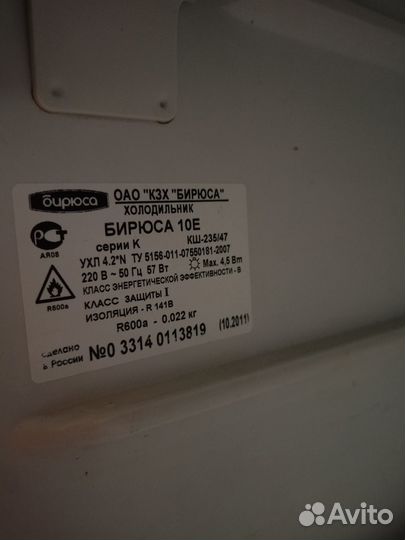 бирюса ОАО "КЗХ "БИРЮСА"
ХОЛОДИЛЬНИК
БИРЮСА 10Е
серии К КШ-235/47
АЯ08 УХЛ 4.2*N ТУ 5156-011-07550181-2007
220 В ~ 50 Гц 57 Вт Max. 4,5 Вт
КЛАСС ЭНЕРГЕТИЧЕСКОЙ ЭФФЕКТИВНОСТИ - В
КЛАСС ЗАЩИТЫ I
R600a ИЗОЛЯЦИЯ - R 141B
R600a - 0,022 кг
сделано в России №0 3314 0113819 (10.2011)
Avito